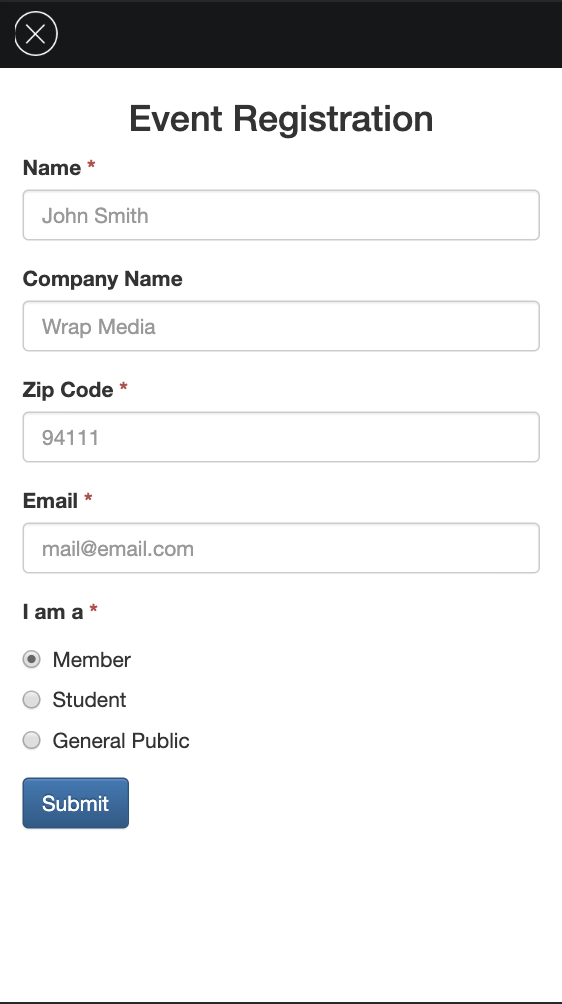 Event Registration
Name *
John Smith
Company Name
Wrap Media
Zip Code *
94111
Email *
mail@email.com
I am a *
Member
Student
General Public
Submit